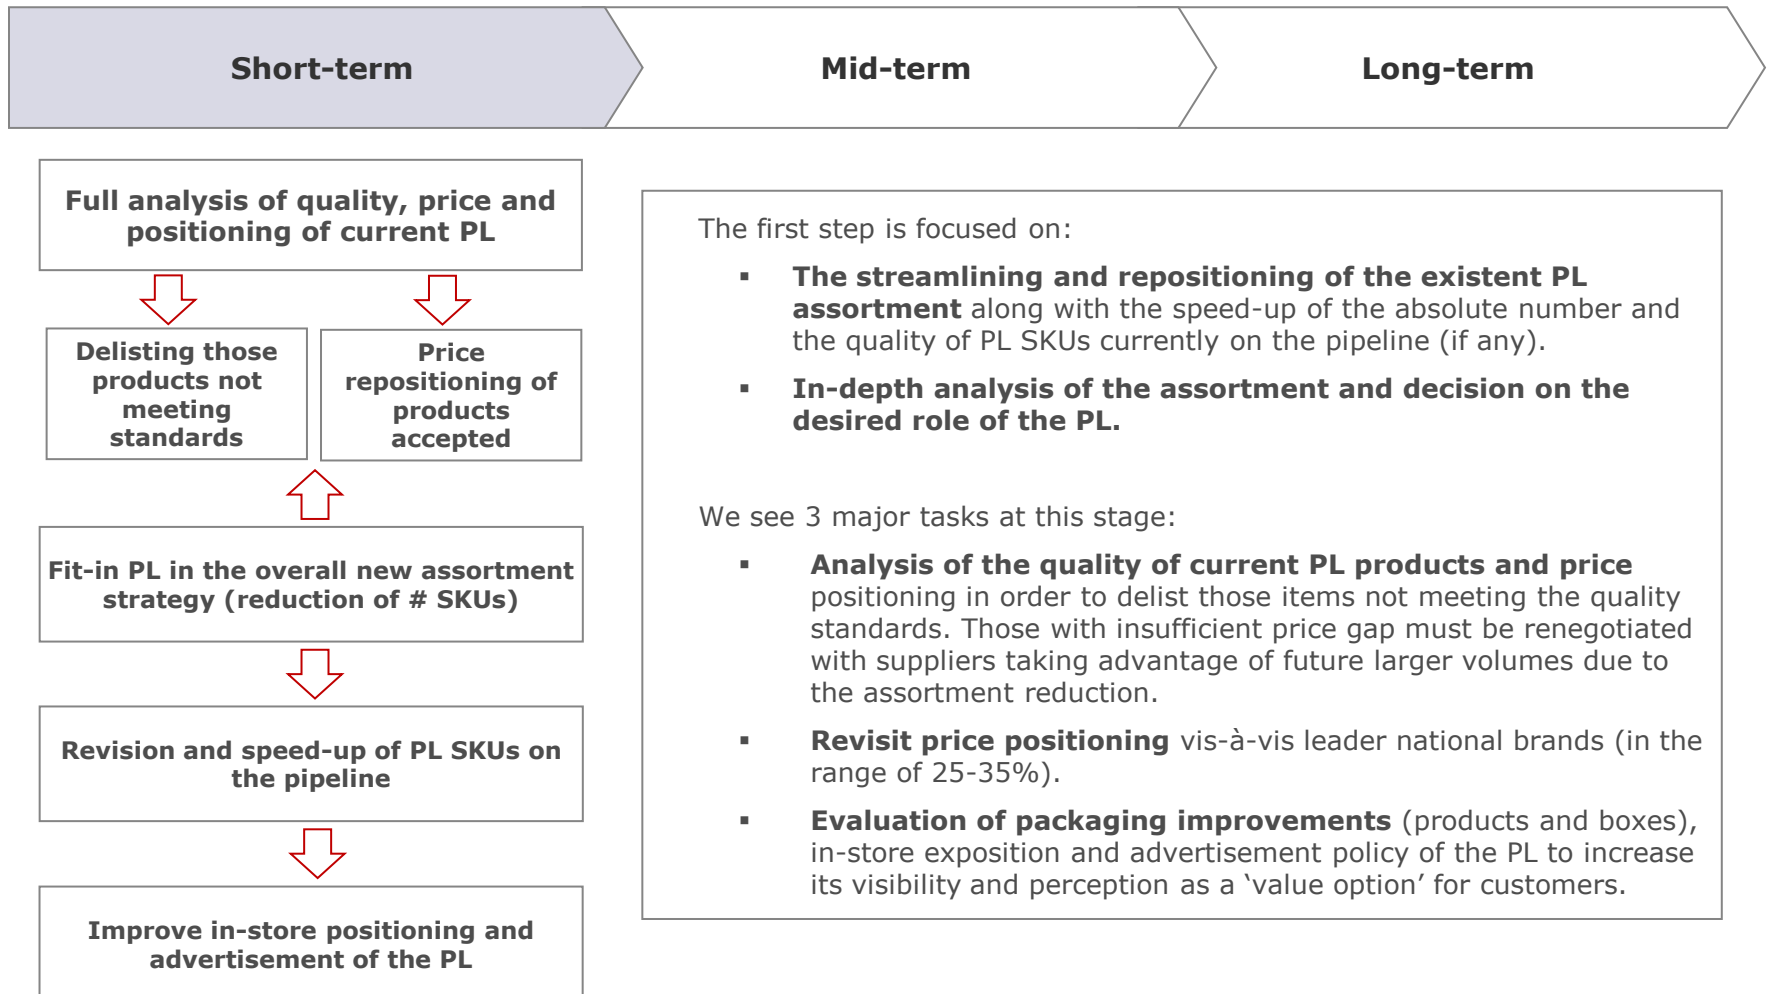 Short-term
Mid-term
Long-term
Full analysis of quality, price and
positioning of current PL
Delisting those
products not
meeting
standards
Price
repositioning of
products
accepted
Fit-in PL in the overall new assortment
strategy (reduction of # SKUs)
Revision and speed-up of PL SKUs on
the pipeline
Improve in-store positioning and
advertisement of the PL
The first step is focused on:
▪ The streamlining and repositioning of the existent PL
assortment along with the speed-up of the absolute number and
the quality of PL SKUs currently on the pipeline (if any).
▪ In-depth analysis of the assortment and decision on the
desired role of the PL.
We see 3 major tasks at this stage:
▪ Analysis of the quality of current PL products and price
positioning in order to delist those items not meeting the quality
standards. Those with insufficient price gap must be renegotiated
with suppliers taking advantage of future larger volumes due to
the assortment reduction.
▪ Revisit price positioning vis-à-vis leader national brands (in the
range of 25-35%).
▪ Evaluation of packaging improvements (products and boxes),
in-store exposition and advertisement policy of the PL to increase
its visibility and perception as a ‘value option’ for customers.